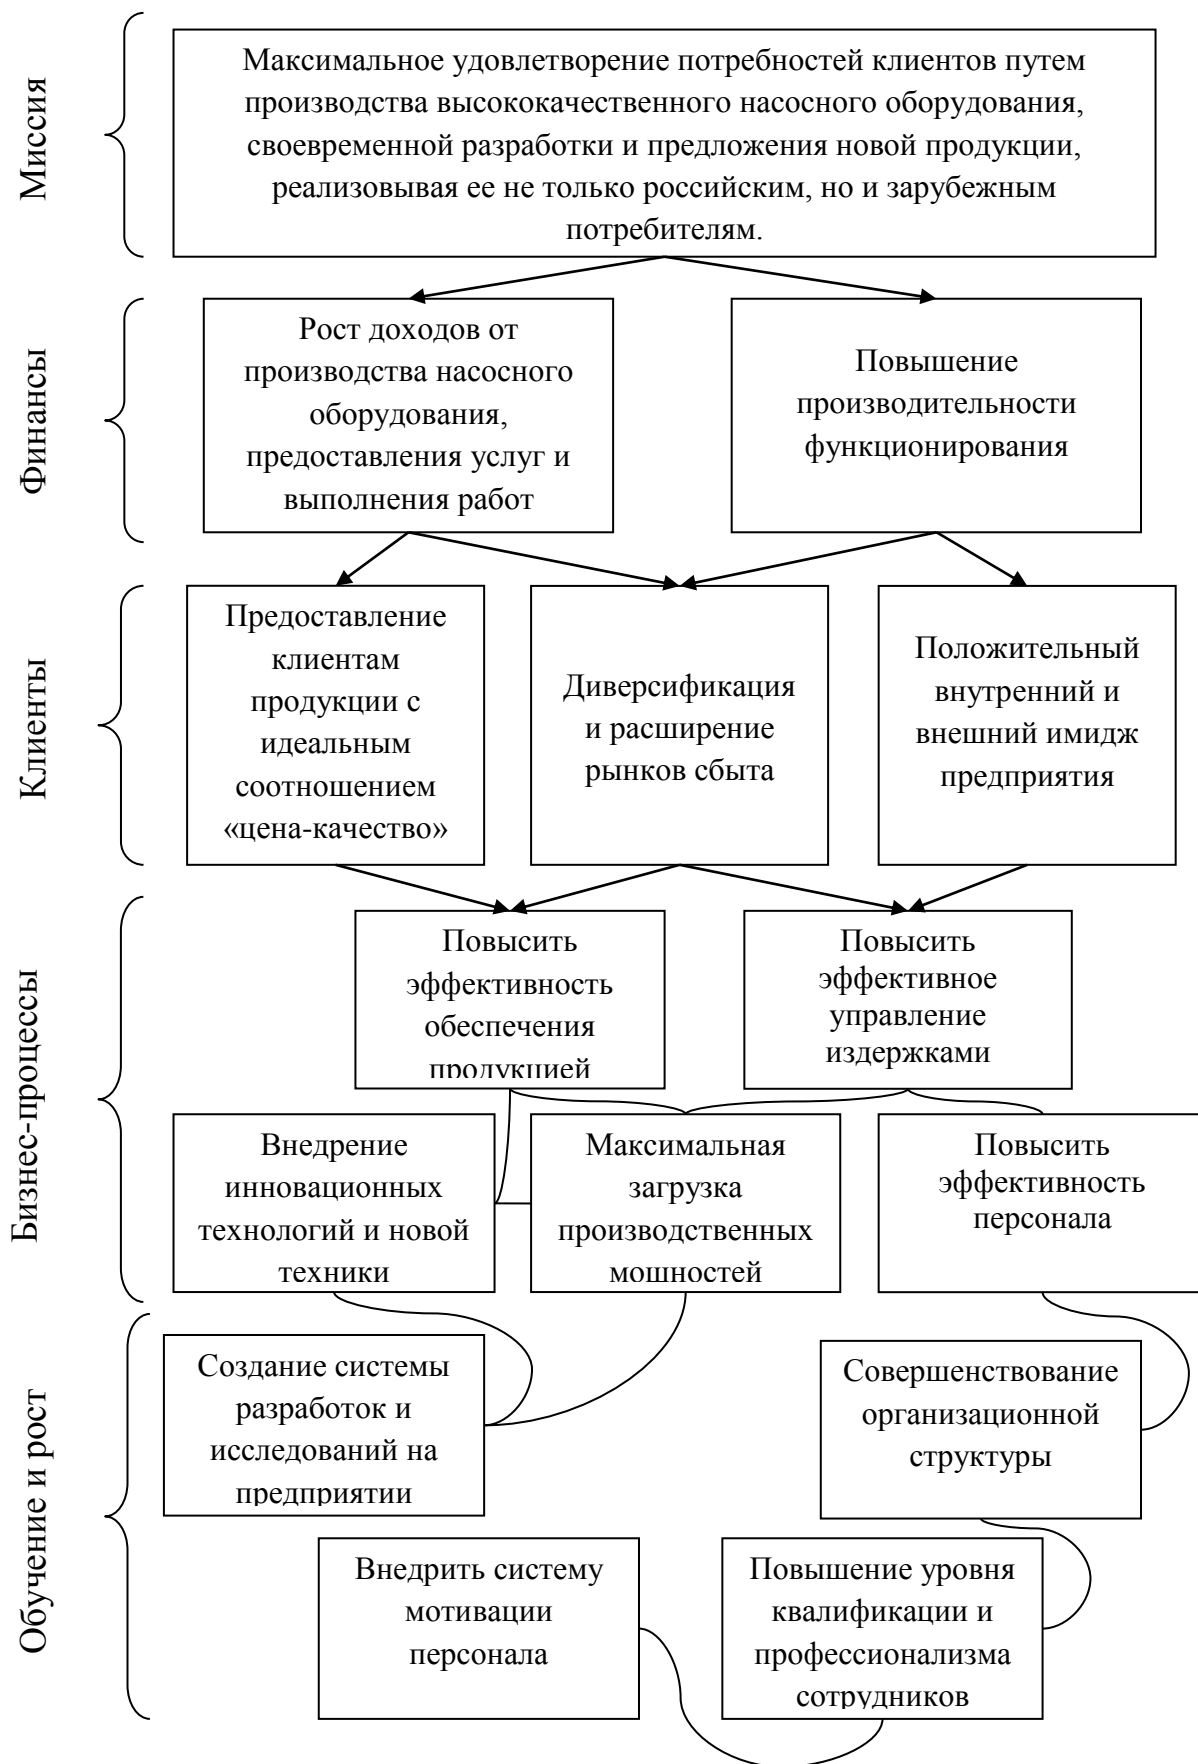 Миссия
Максимальное удовлетворение потребностей клиентов путем
производства высококачественного насосного оборудования,
своевременной разработки и предложения новой продукции,
реализовывая ее не только российским, но и зарубежным
потребителям.
Финансы
Рост доходов от
производства насосного
оборудования,
предоставления услуг и
выполнения работ
Повышение
производительности
функционирования
Клиенты
Предоставление
клиентам
продукции с
идеальным
соотношением
«цена-качество»
Диверсификация
и расширение
рынков сбыта
Положительный
внутренний и
внешний имидж
предприятия
Бизнес-процессы
Повысить
эффективность
обеспечения
продукцией
Повысить
эффективное
управление
издержками
Внедрение
инновационных
технологий и новой
техники
Максимальная
загрузка
производственных
мощностей
Повысить
эффективность
персонала
Обучение и рост
Создание системы
разработок и
исследований на
предприятии
Совершенствование
организационной
структуры
Внедрить систему
мотивации
персонала
Повышение уровня
квалификации и
профессионализма
сотрудников